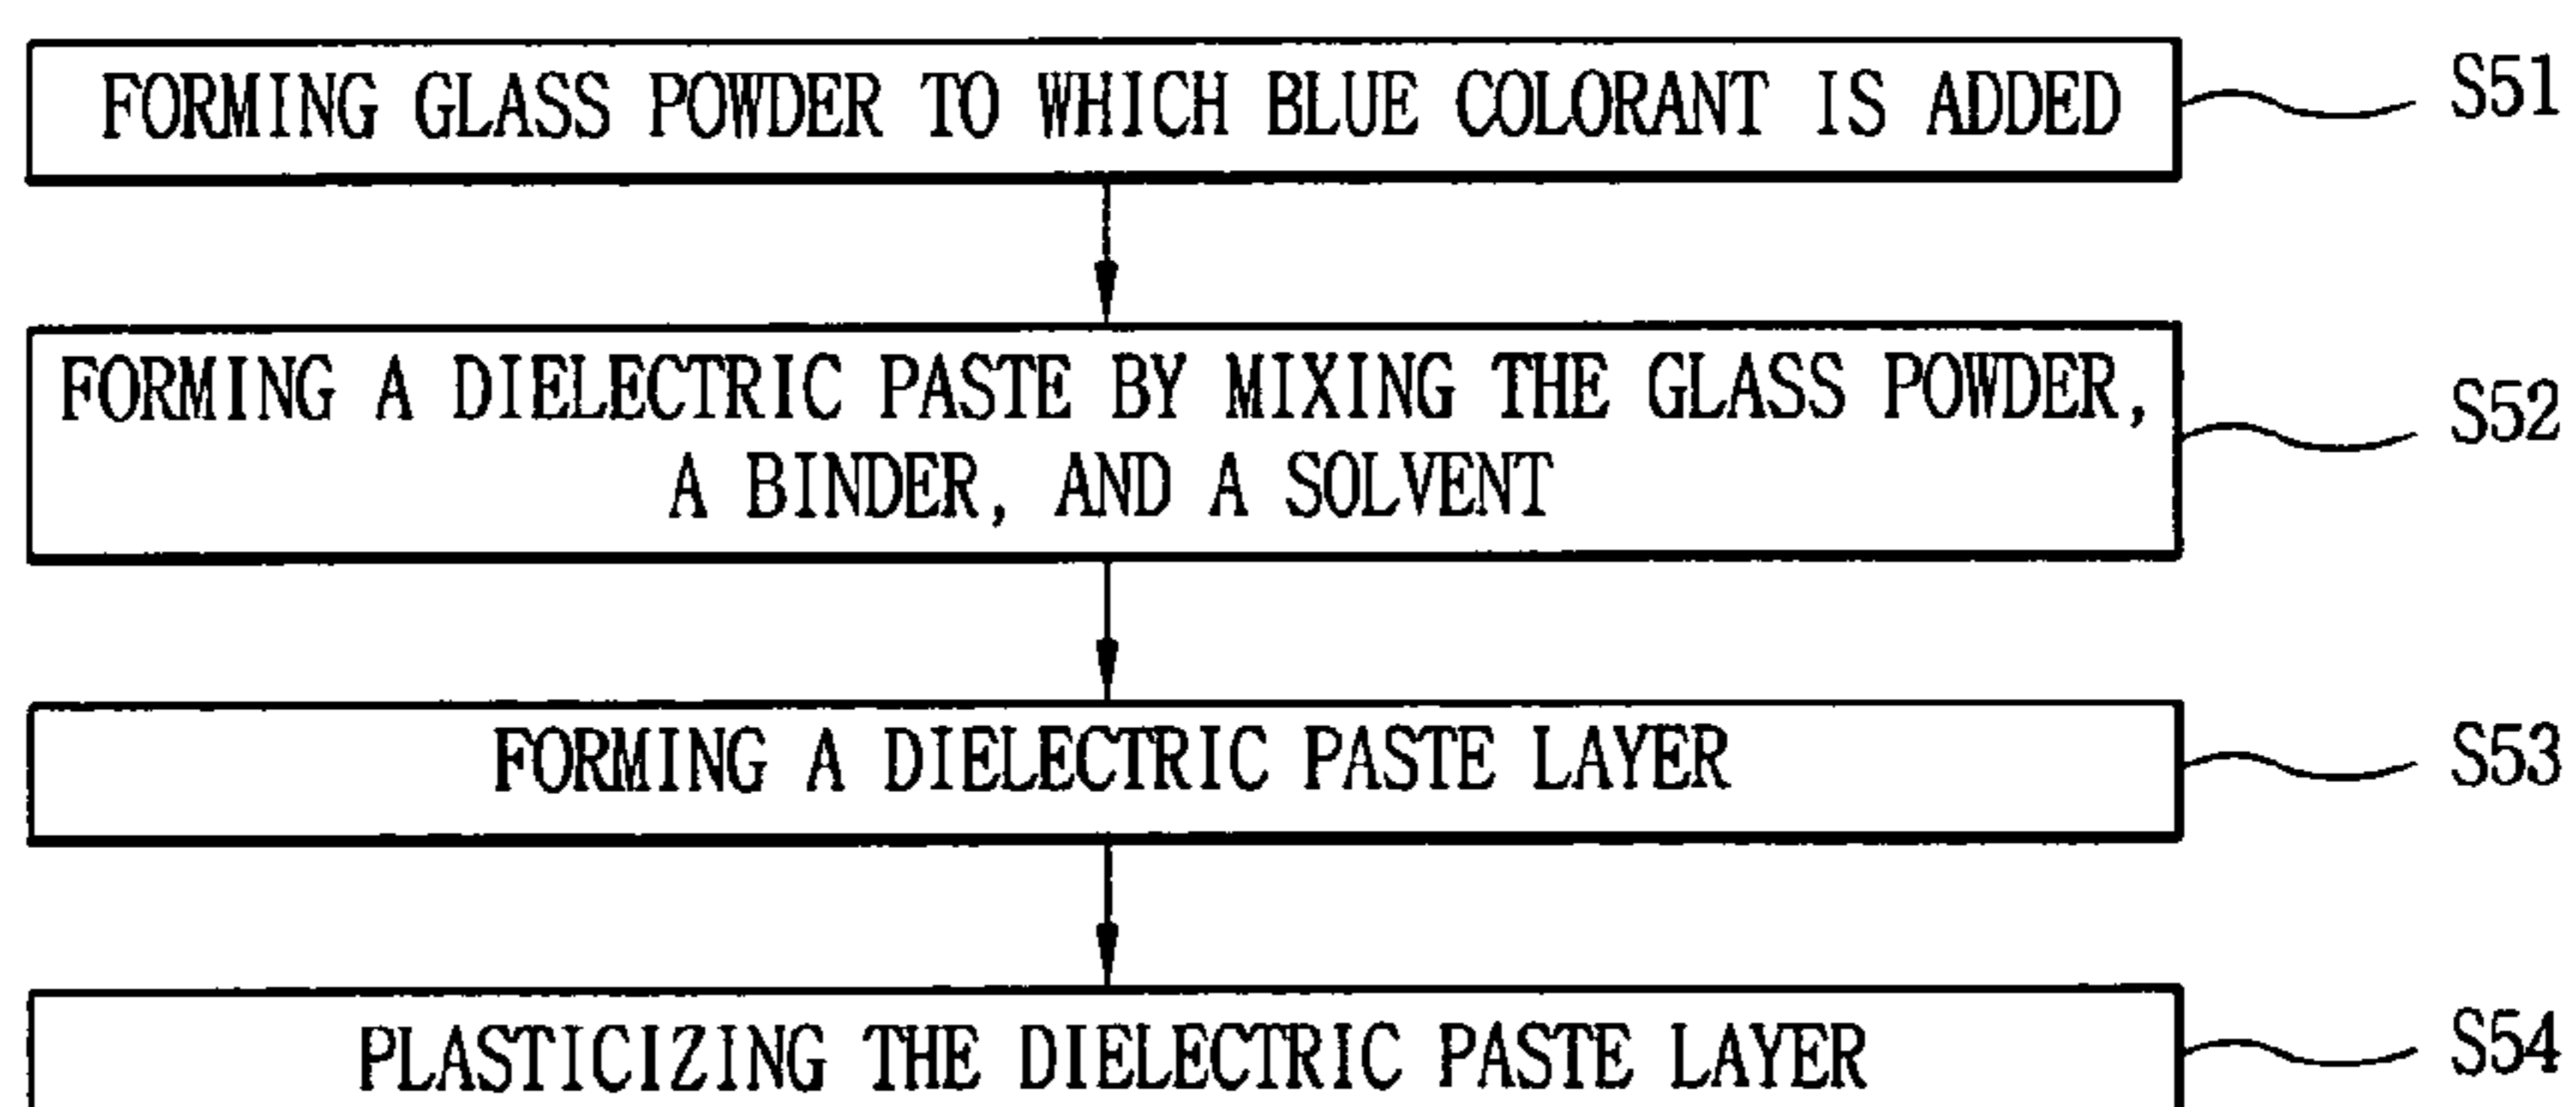 FORMING GLASS POWDER TO WHICH BLUE COLORANT IS ADDED
S51
FORMING A DIELECTRIC PASTE BY MIXING THE GLASS POWDER,
A BINDER, AND A SOLVENT
S52
FORMING A DIELECTRIC PASTE LAYER
S53
PLASTICIZING THE DIELECTRIC PASTE LAYER
S54